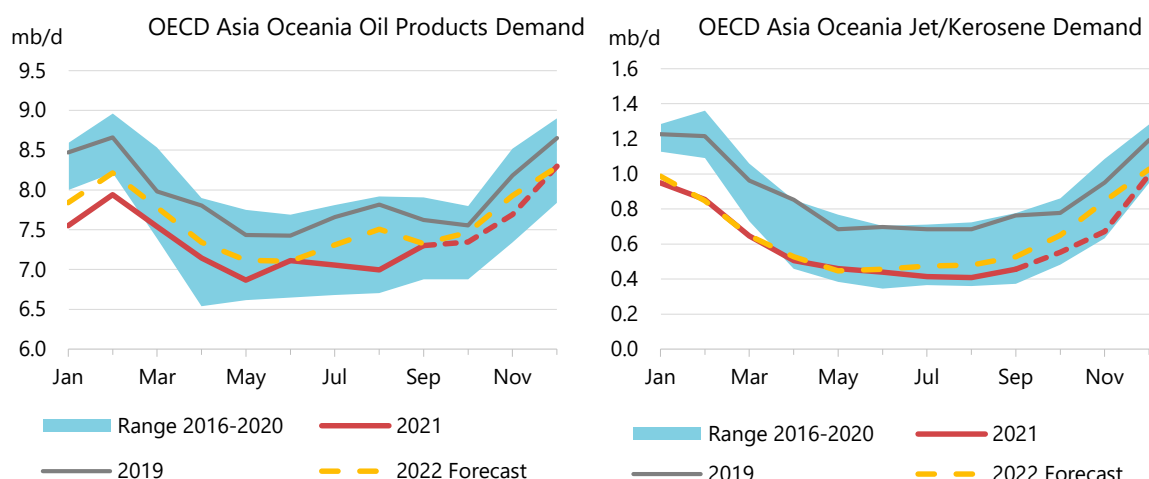 OECD Asia Oceania Oil Products Demand
mb/d
9.5
9.0
8.5
8.0
7.5
7.0
6.5
6.0
Jan Mar May Jul Sep Nov
Range 2016-2020 2021
2019 2022 Forecast
OECD Asia Oceania Jet/Kerosene Demand
mb/d
1.6
1.4
1.2
1.0
0.8
0.6
0.4
0.2
0.0
Jan Mar May Jul Sep Nov
Range 2016-2020 2021
2019 2022 Forecast